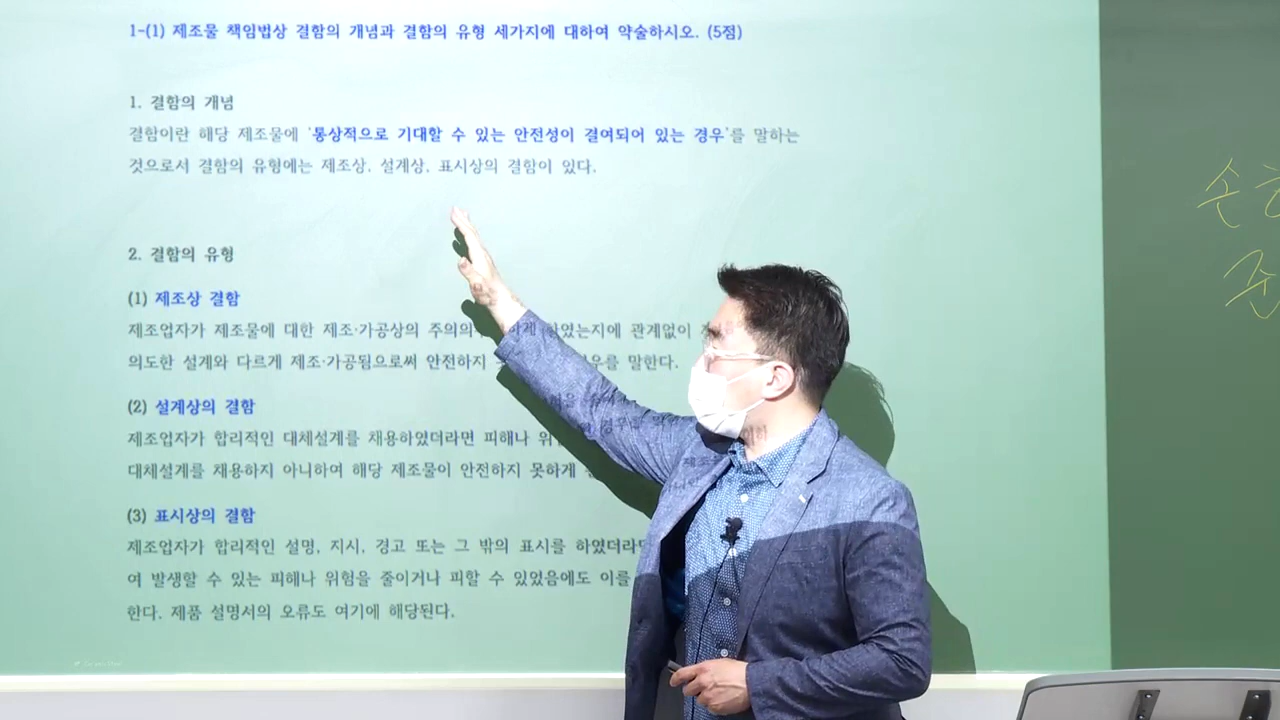 1-(1) 제조물 책임법상 결함의 개념과 결함의 유형 세가지에 대하여 약술하시오. (5점)
1. 결함의 개념
결함이란 해당 제조물에 '통상적으로 기대할 수 있는 안전성이 결여되어 있는 경우'를 말하는
것으로서 결함의 유형에는 제조상, 설계상, 표시상의 결함이 있다.
2. 결함의 유형
(1) 제조상 결함
제조업자가 제조물에 대한 제조·가공상의 주의의 하였는지에 관계없이
의도한 설계와 다르게 제조·가공됨으로써 안전하지 말한다.
(2) 설계상의 결함
제조업자가 합리적인 대체설계를 채용하였더라면 피해나
대체설계를 채용하지 아니하여 해당 제조물이 안전하지 못하게
(3) 표시상의 결함
제조업자가 합리적인 설명, 지시, 경고 또는 그 밖의 표시를 하였더라면
여 발생할 수 있는 피해나 위험을 줄이거나 피할 수 있었음에도 이를
한다. 제품 설명서의 오류도 여기에 해당된다.
손
준